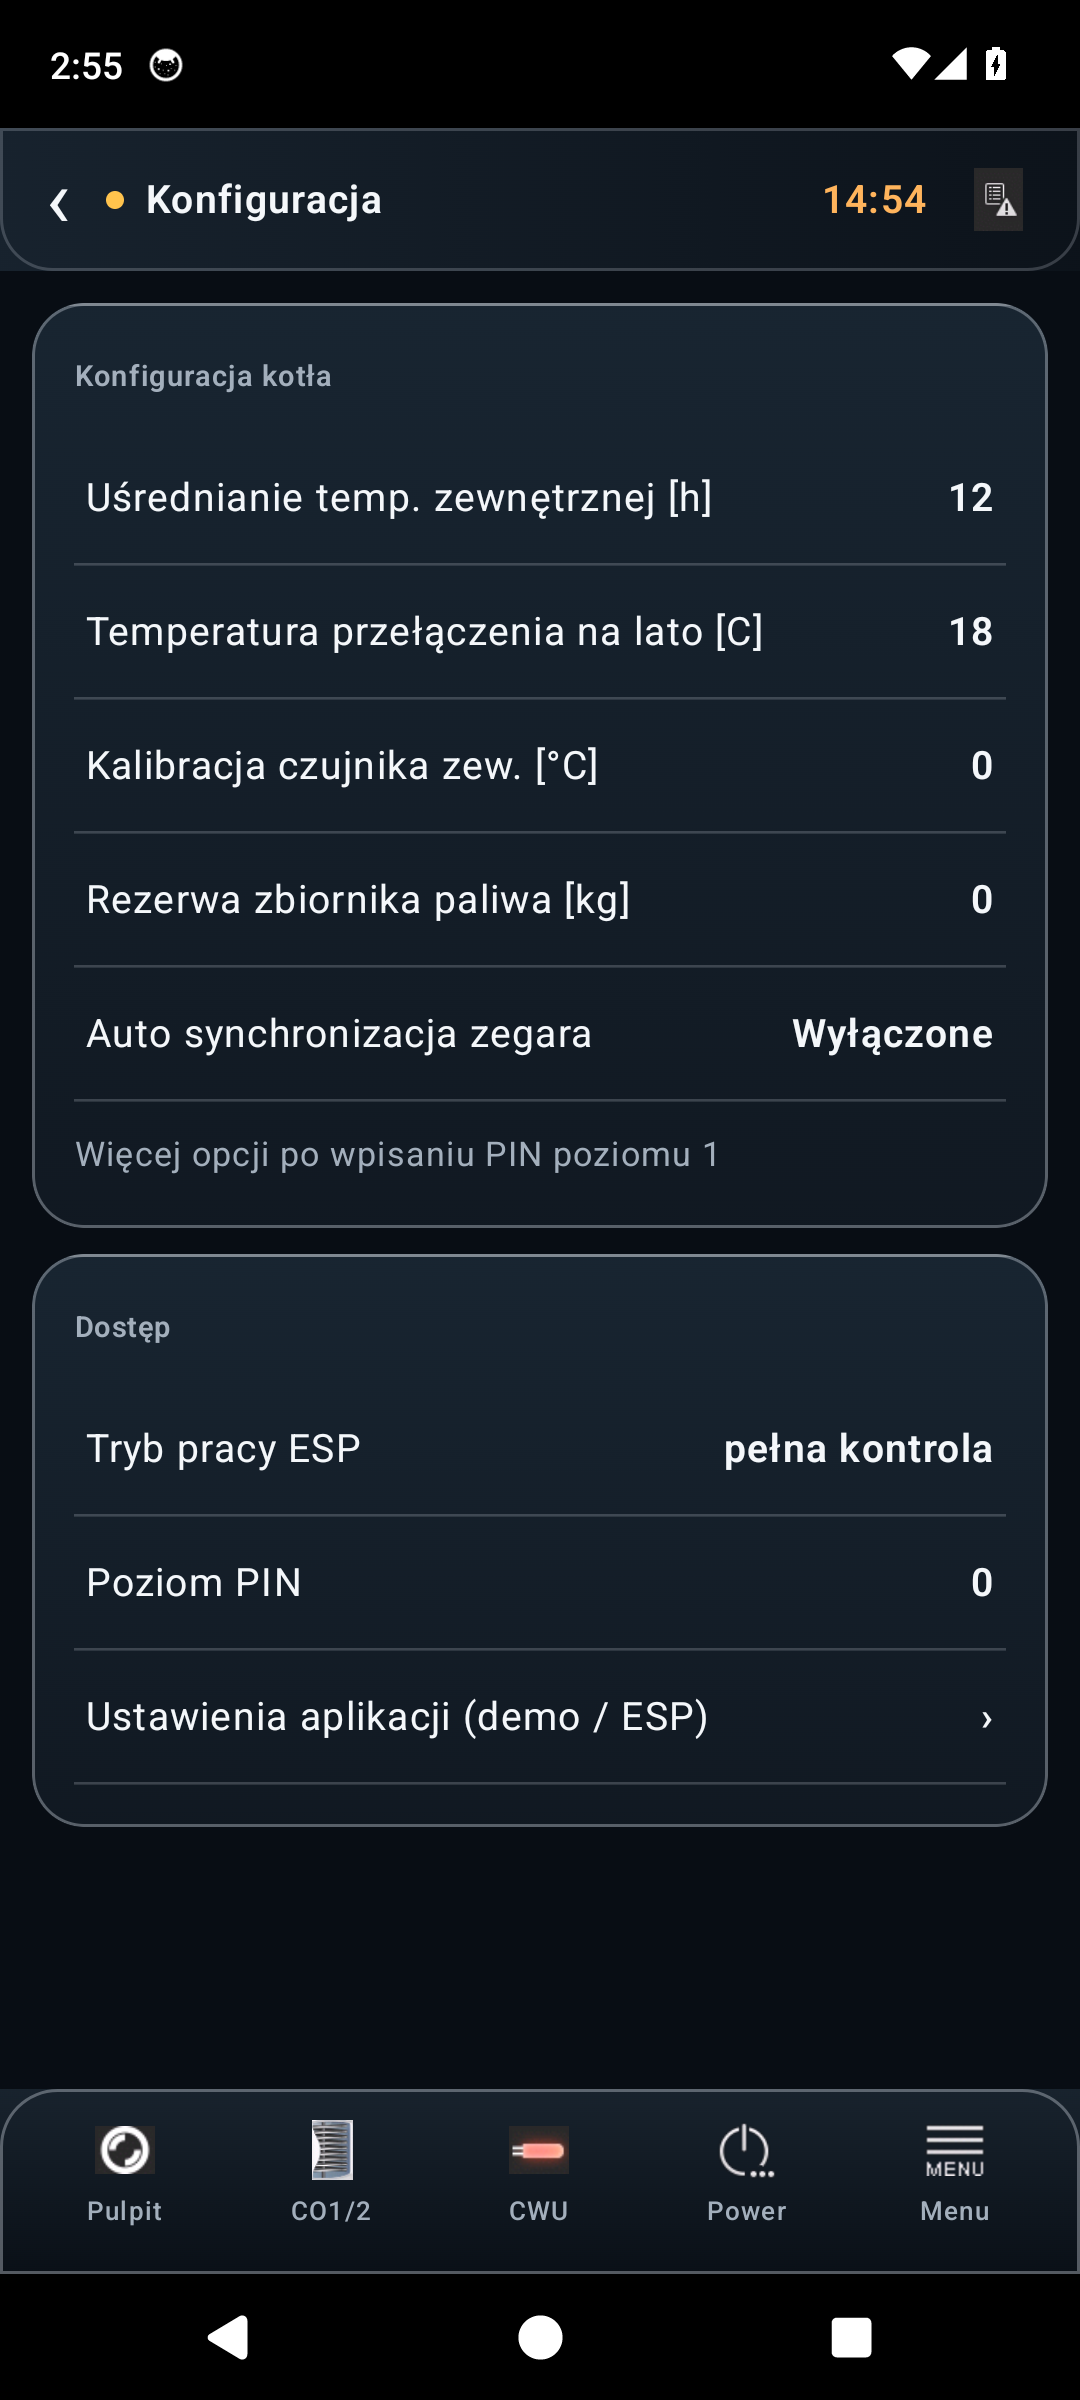 2:55
Konfiguracja
14:54
Konfiguracja kotła
Uśrednianie temp. zewnętrznej [h] 12
Temperatura przełączenia na lato [C] 18
Kalibracja czujnika zew. [°C] 0
Rezerwa zbiornika paliwa [kg] 0
Auto synchronizacja zegara Wyłączone
Więcej opcji po wpisaniu PIN poziomu 1
Dostęp
Tryb pracy ESP pełna kontrola
Poziom PIN 0
Ustawienia aplikacji (demo / ESP) ›
MENU
Pulpit CO1/2 CWU Power Menu